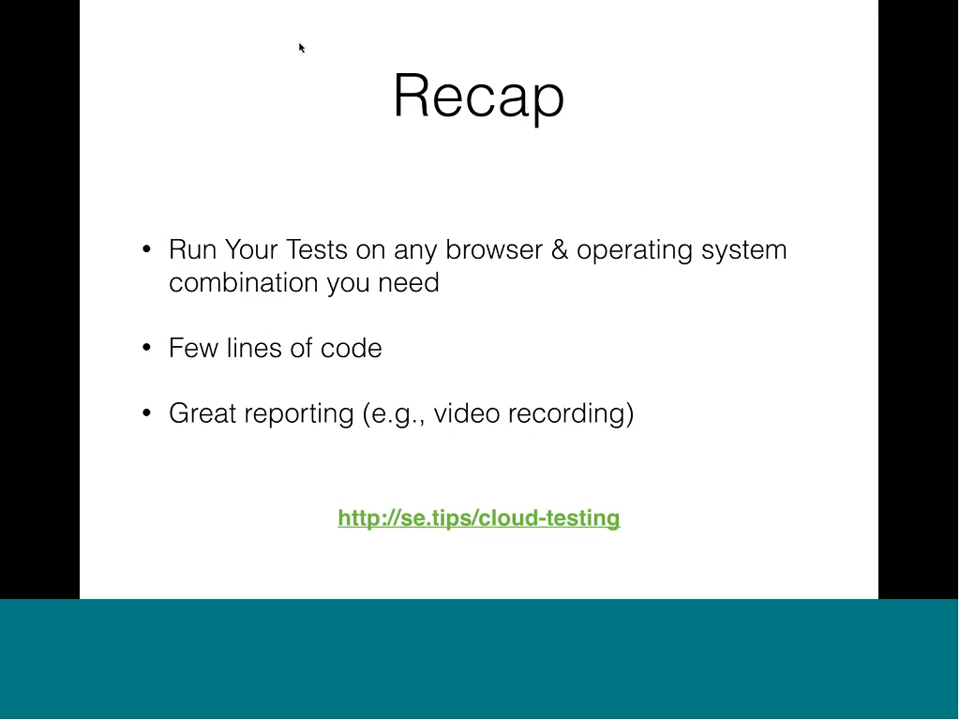 Recap
• Run Your Tests on any browser & operating system
combination you need
• Few lines of code
• Great reporting (e.g., video recording)
http://se.tips/cloud-testing